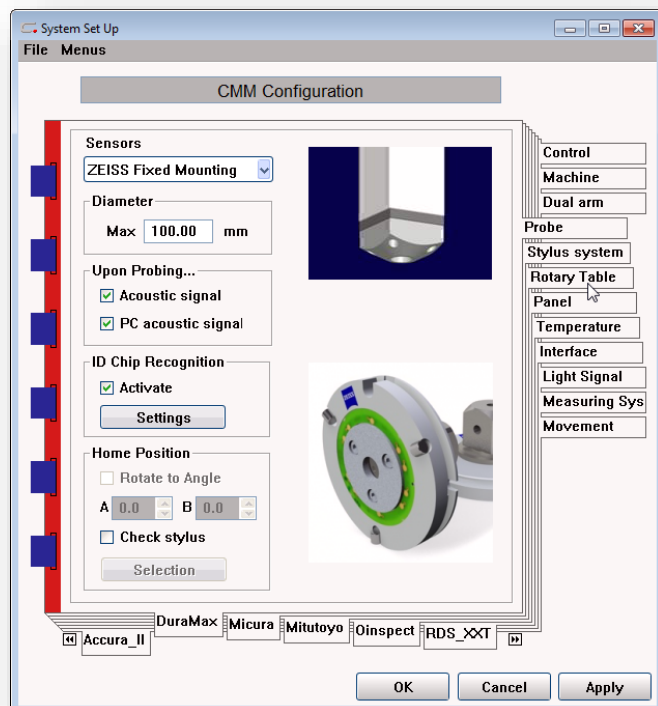 System Set Up
File Menus
CMM Configuration
Sensors
ZEISS Fixed Mounting
Diameter
Max 100.00 mm
Upon Probing...
Acoustic signal
PC acoustic signal
ID Chip Recognition
Activate
Settings
Home Position
Rotate to Angle
A 0.0 B 0.0
Check stylus
Selection
ZEISS
Control
Machine
Dual arm
Probe
Stylus system
Rotary Table
Panel
Temperature
Interface
Light Signal
Measuring Sys
Movement
Accura_II
DuraMax
Micura
Mitutoyo
Oinspect
RDS_XXT
OK Cancel Apply